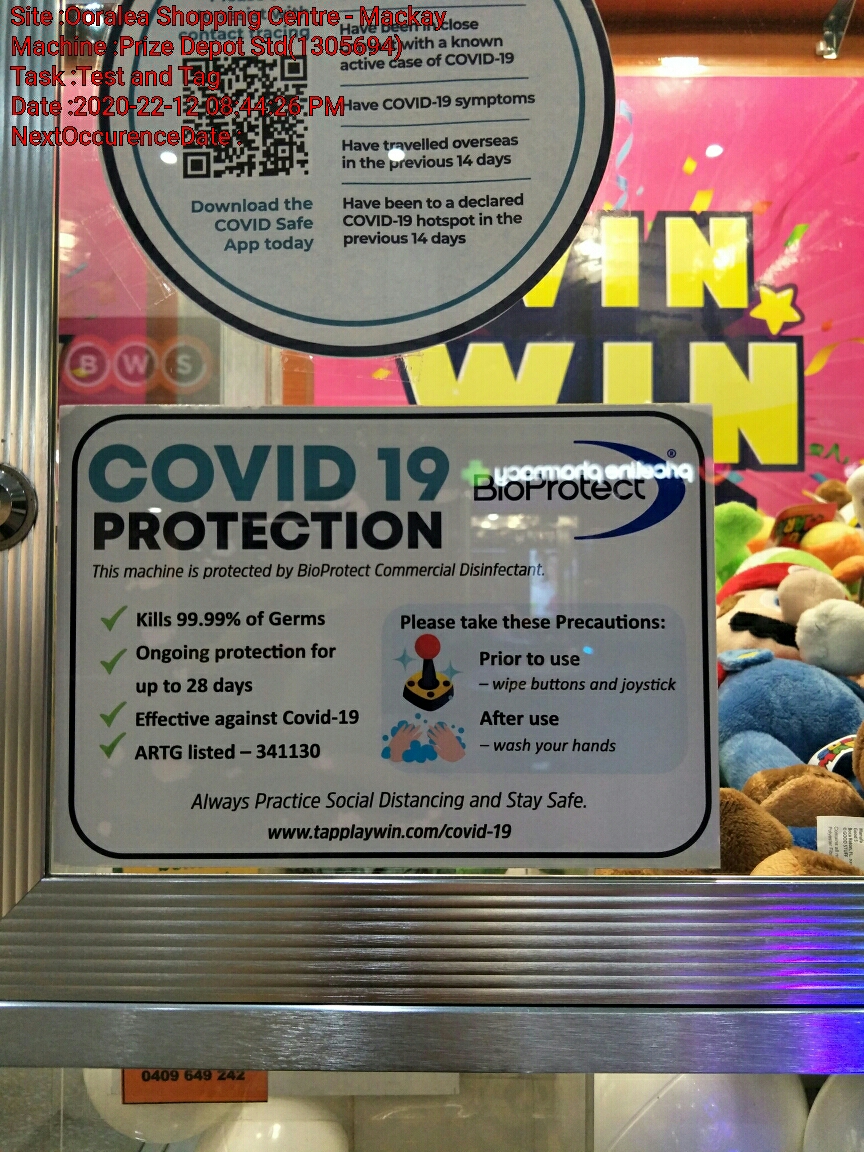 Site :Ooralea Shopping Centre - Mackay
Machine :Prize Depot Std(1305694)
Task :Test and Tag
Date :2020-22-12 08:44:26 PM
NextOccurenceDate :
with
contact tracing
Download the
COVID Safe
App today
Have been in close
with a known
active case of COVID-19
Have COVID-19 symptoms
Have travelled overseas
in the previous 14 days
Have been to a declared
COVID-19 hotspot in the
previous 14 days
WIN
WIN
BWS
COVID 19
PROTECTION
pharmacy
BioProtect®
This machine is protected by BioProtect Commercial Disinfectant.
Kills 99.99% of Germs
Ongoing protection for
up to 28 days
Effective against Covid-19
ARTG listed – 341130
Please take these Precautions:
Prior to use
– wipe buttons and joystick
After use
– wash your hands
Always Practice Social Distancing and Stay Safe.
www.tapplaywin.com/covid-19
0409 649 242